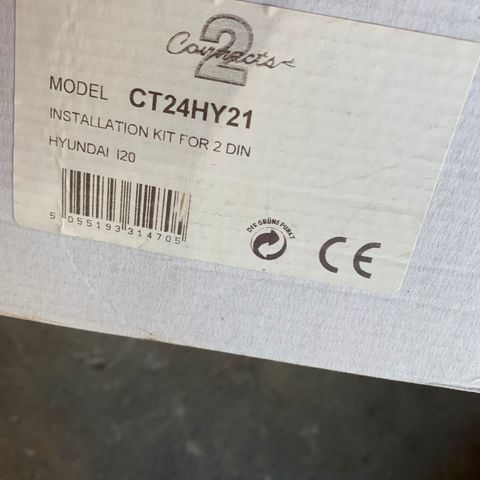 Connects 2
MODEL CT24HY21
INSTALLATION KIT FOR 2 DIN
HYUNDAI I20
5 055193 314705
DER GRÜNE PUNKT
CE